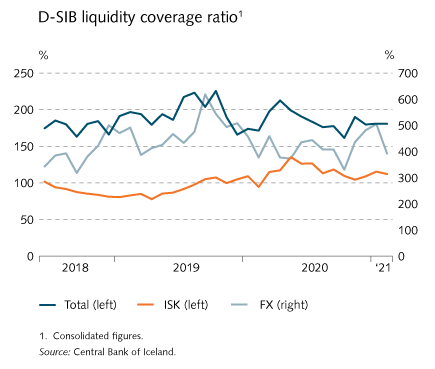 D-SIB liquidity coverage ratio¹
% %
250 700
200 600
150 500
100 400
50 300
0 200
100
0
2018 2019 2020 '21
Total (left) ISK (left) FX (right)
1. Consolidated figures.
Source: Central Bank of Iceland.